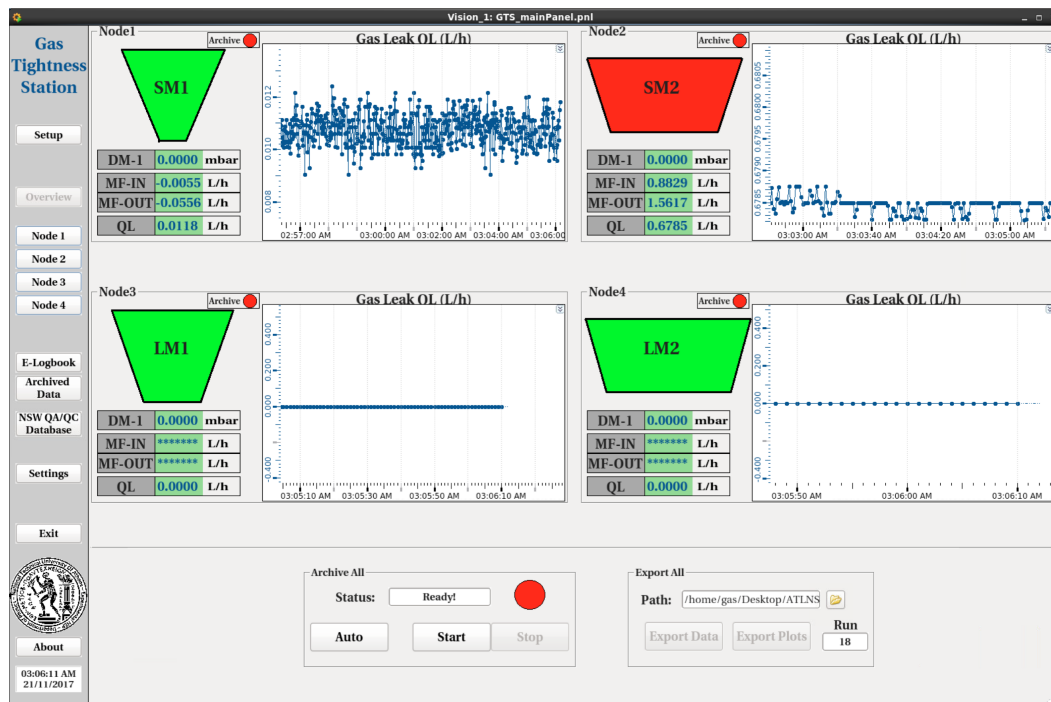 Vision_1: GTS_mainPanel.pnl
Gas
Tightness
Station
Setup
Overview
Node 1
Node 2
Node 3
Node 4
E-Logbook
Archived
Data
NSW QA/QC
Database
Settings
Exit
About
03:06:11 AM
21/11/2017
Node1
Archive
SM1
DM-1 0.0000 mbar
MF-IN -0.0055 L/h
MF-OUT -0.0556 L/h
QL 0.0118 L/h
Gas Leak QL (L/h)
0.012
0.010
0.008
02:57:00 AM 03:00:00 AM 03:02:00 AM 03:04:00 AM 03:06:00
Node2
Archive
SM2
DM-1 0.0000 mbar
MF-IN 0.8829 L/h
MF-OUT 1.5617 L/h
QL 0.6785 L/h
Gas Leak QL (L/h)
0.6805
0.6800
0.6795
0.6790
0.6785
03:03:00 AM 03:03:40 AM 03:04:20 AM 03:05:00 AM
Node3
Archive
LM1
DM-1 0.0000 mbar
MF-IN ******* L/h
MF-OUT ******* L/h
QL 0.0000 L/h
Gas Leak QL (L/h)
0.400
0.200
0.000
-0.400
03:05:10 AM 03:05:30 AM 03:05:50 AM 03:06:10 AM
Node4
Archive
LM2
DM-1 0.0000 mbar
MF-IN ******* L/h
MF-OUT ******* L/h
QL 0.0000 L/h
Gas Leak QL (L/h)
0.400
0.200
0.000
-0.400
03:05:50 AM 03:06:00 AM 03:06:10 AM
Archive All
Status: Ready!
Auto Start Stop
Export All
Path: /home/gas/Desktop/ATLNS
Export Data Export Plots
Run
18